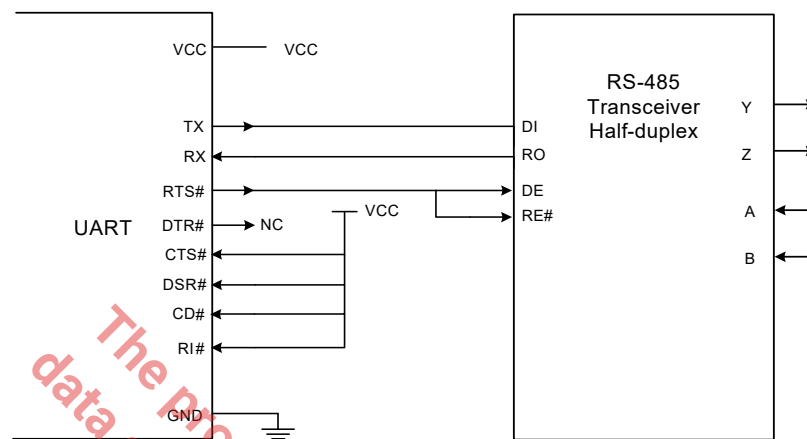 VCC
VCC
TX
RX
RTS#
DTR#
NC
CTS#
DSR#
CD#
RI#
GND
UART
VCC
RS-485
Transceiver
Half-duplex
DI
RO
DE
RE#
Y
Z
A
B
The pro
data